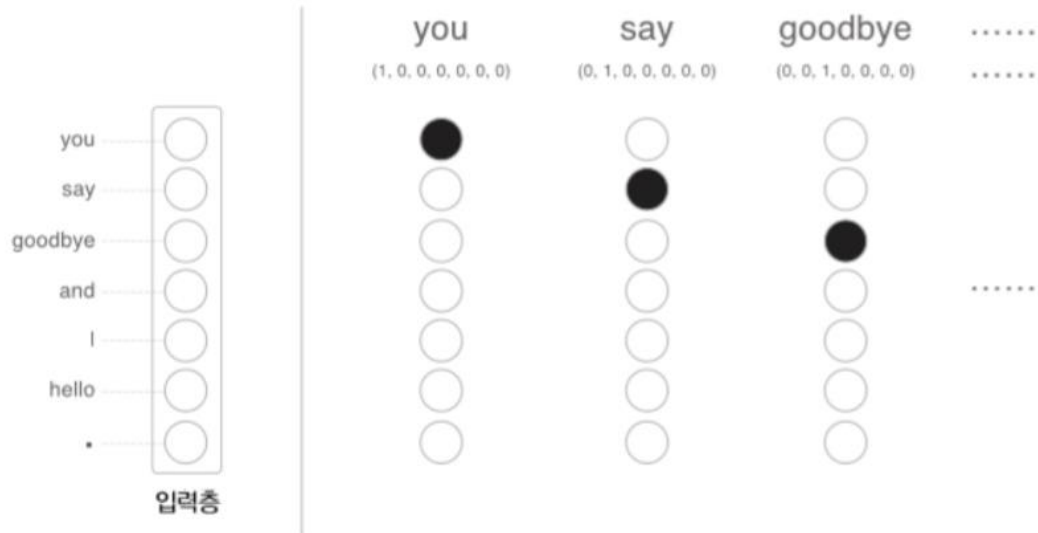 you say goodbye ......
(1, 0, 0, 0, 0, 0, 0) (0, 1, 0, 0, 0, 0, 0) (0, 0, 1, 0, 0, 0, 0) ......
you
say
goodbye
and ......
I
hello
.
입력층